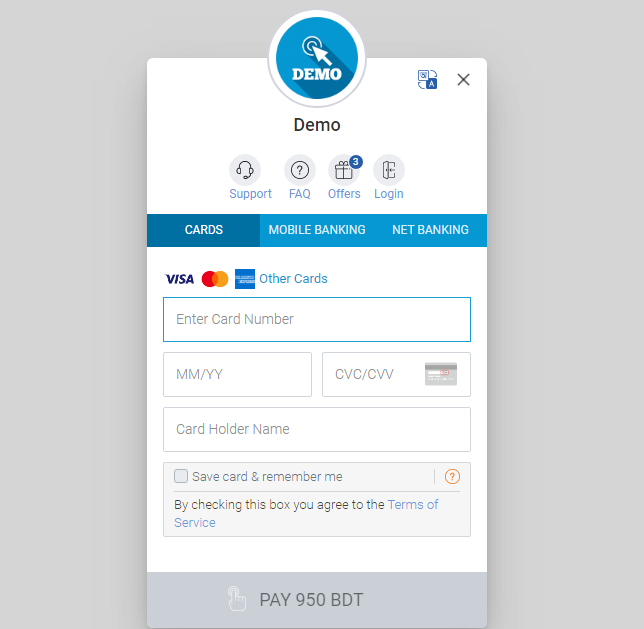 DEMO
A
Demo
3
Support FAQ Offers Login
CARDS MOBILE BANKING NET BANKING
VISA Other Cards
Enter Card Number
MM/YY CVC/CVV
Card Holder Name
Save card & remember me ?
By checking this box you agree to the Terms of
Service
PAY 950 BDT